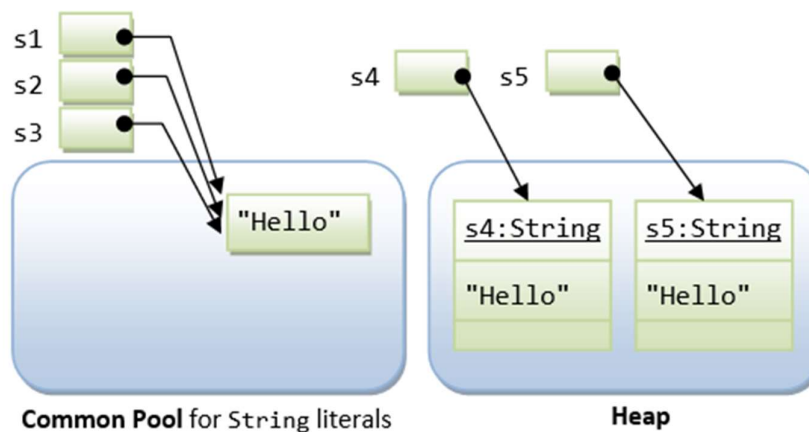 s1
s2
s3
s4
s5
"Hello"
s4:String
"Hello"
s5:String
"Hello"
Common Pool for String literals
Heap